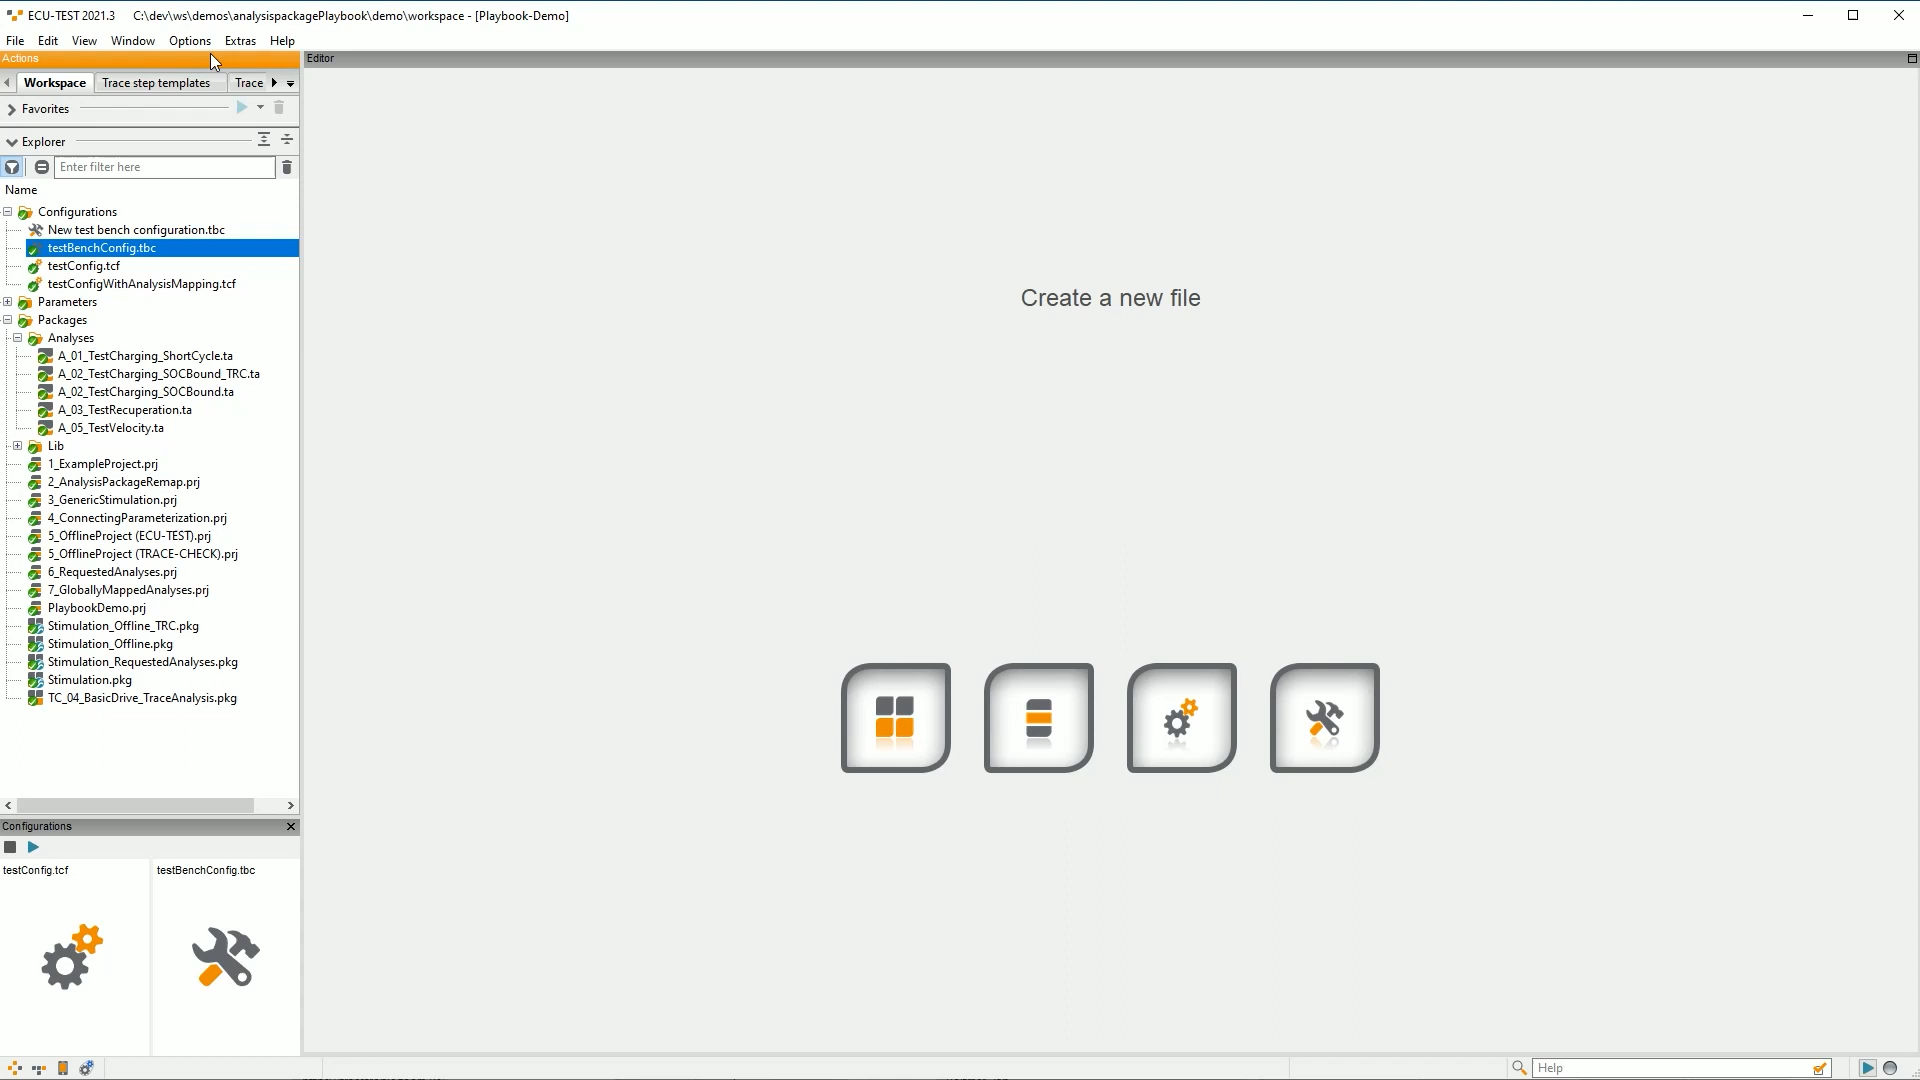 ECU-TEST 2021.3 C:\dev\ws\demos\analysispackagePlaybook\demo\workspace - [Playbook-Demo]
File Edit View Window Options Extras Help
Actions
Editor
Workspace Trace step templates Trace
Favorites
Explorer
Enter filter here
Name
Configurations
New test bench configuration.tbc
testBenchConfig.tbc
testConfig.tcf
testConfigWithAnalysisMapping.tcf
Parameters
Packages
Analyses
A_01_TestCharging_ShortCycle.ta
A_02_TestCharging_SOCBound_TRC.ta
A_02_TestCharging_SOCBound.ta
A_03_TestRecuperation.ta
A_05_TestVelocity.ta
Lib
1_ExampleProject.prj
2_AnalysisPackageRemap.prj
3_GenericStimulation.prj
4_ConnectingParameterization.prj
5_OfflineProject (ECU-TEST).prj
5_OfflineProject (TRACE-CHECK).prj
6_RequestedAnalyses.prj
7_GloballyMappedAnalyses.prj
PlaybookDemo.prj
Stimulation_Offline_TRC.pkg
Stimulation_Offline.pkg
Stimulation_RequestedAnalyses.pkg
Stimulation.pkg
TC_04_BasicDrive_TraceAnalysis.pkg
Create a new file
Configurations
testConfig.tcf
testBenchConfig.tbc
Help